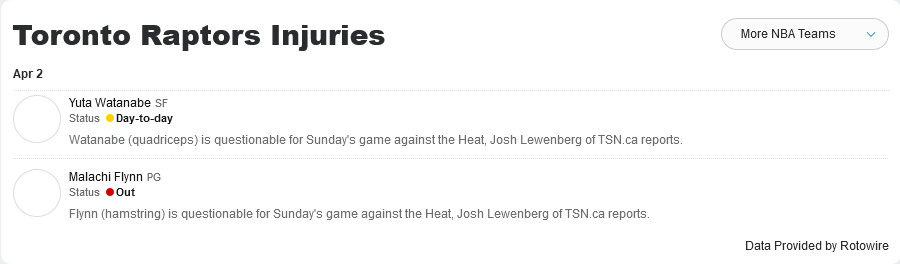 Toronto Raptors Injuries
More NBA Teams
Apr 2
Yuta Watanabe SF
Status Day-to-day
Watanabe (quadriceps) is questionable for Sunday's game against the Heat, Josh Lewenberg of TSN.ca reports.
Malachi Flynn PG
Status Out
Flynn (hamstring) is questionable for Sunday's game against the Heat, Josh Lewenberg of TSN.ca reports.
Data Provided by Rotowire